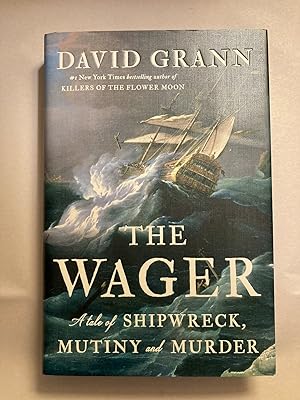 DAVID GRANN
#1 New York Times bestselling author of
KILLERS OF THE FLOWER MOON
THE
WAGER
A tale of SHIPWRECK,
MUTINY and MURDER